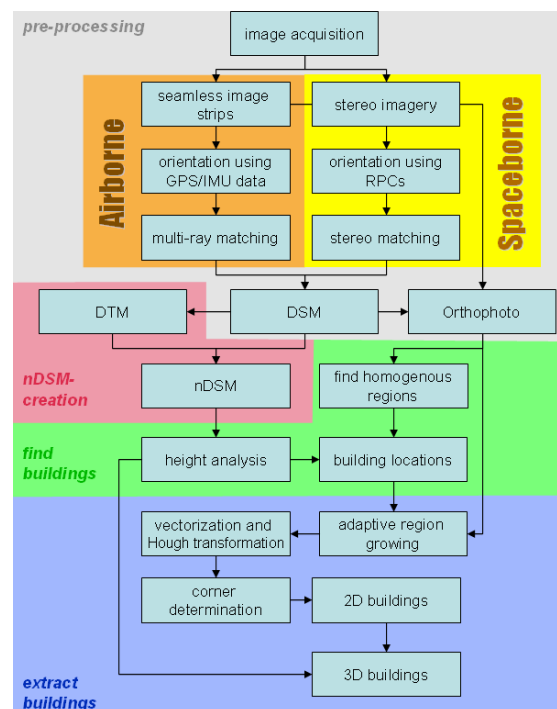 pre-processing
image acquisition
Airborne
seamless image
strips
stereo imagery
Spaceborne
orientation using
GPS/IMU data
orientation using
RPCs
multi-ray matching
stereo matching
DTM
DSM
Orthophoto
nDSM-
creation
nDSM
find homogenous
regions
find
buildings
height analysis
building locations
vectorization and
Hough transformation
adaptive region
growing
corner
determination
2D buildings
3D buildings
extract
buildings